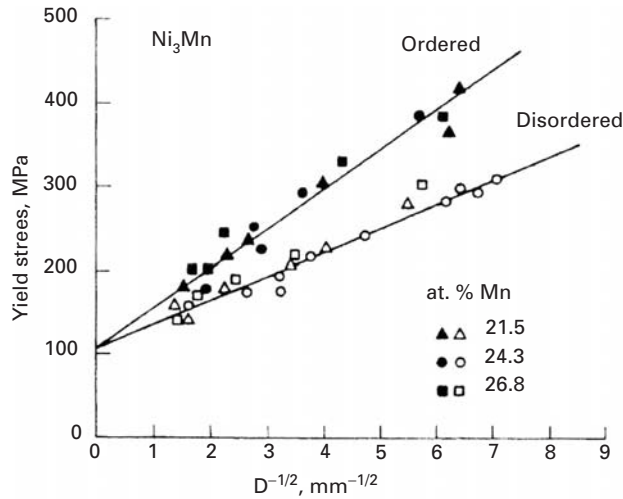 500
Ni₃Mn
Ordered
400
Disordered
300
Yield strees, MPa
200
at. % Mn
21.5
24.3
26.8
100
0
0 1 2 3 4 5 6 7 8 9
D⁻¹/², mm⁻¹/²